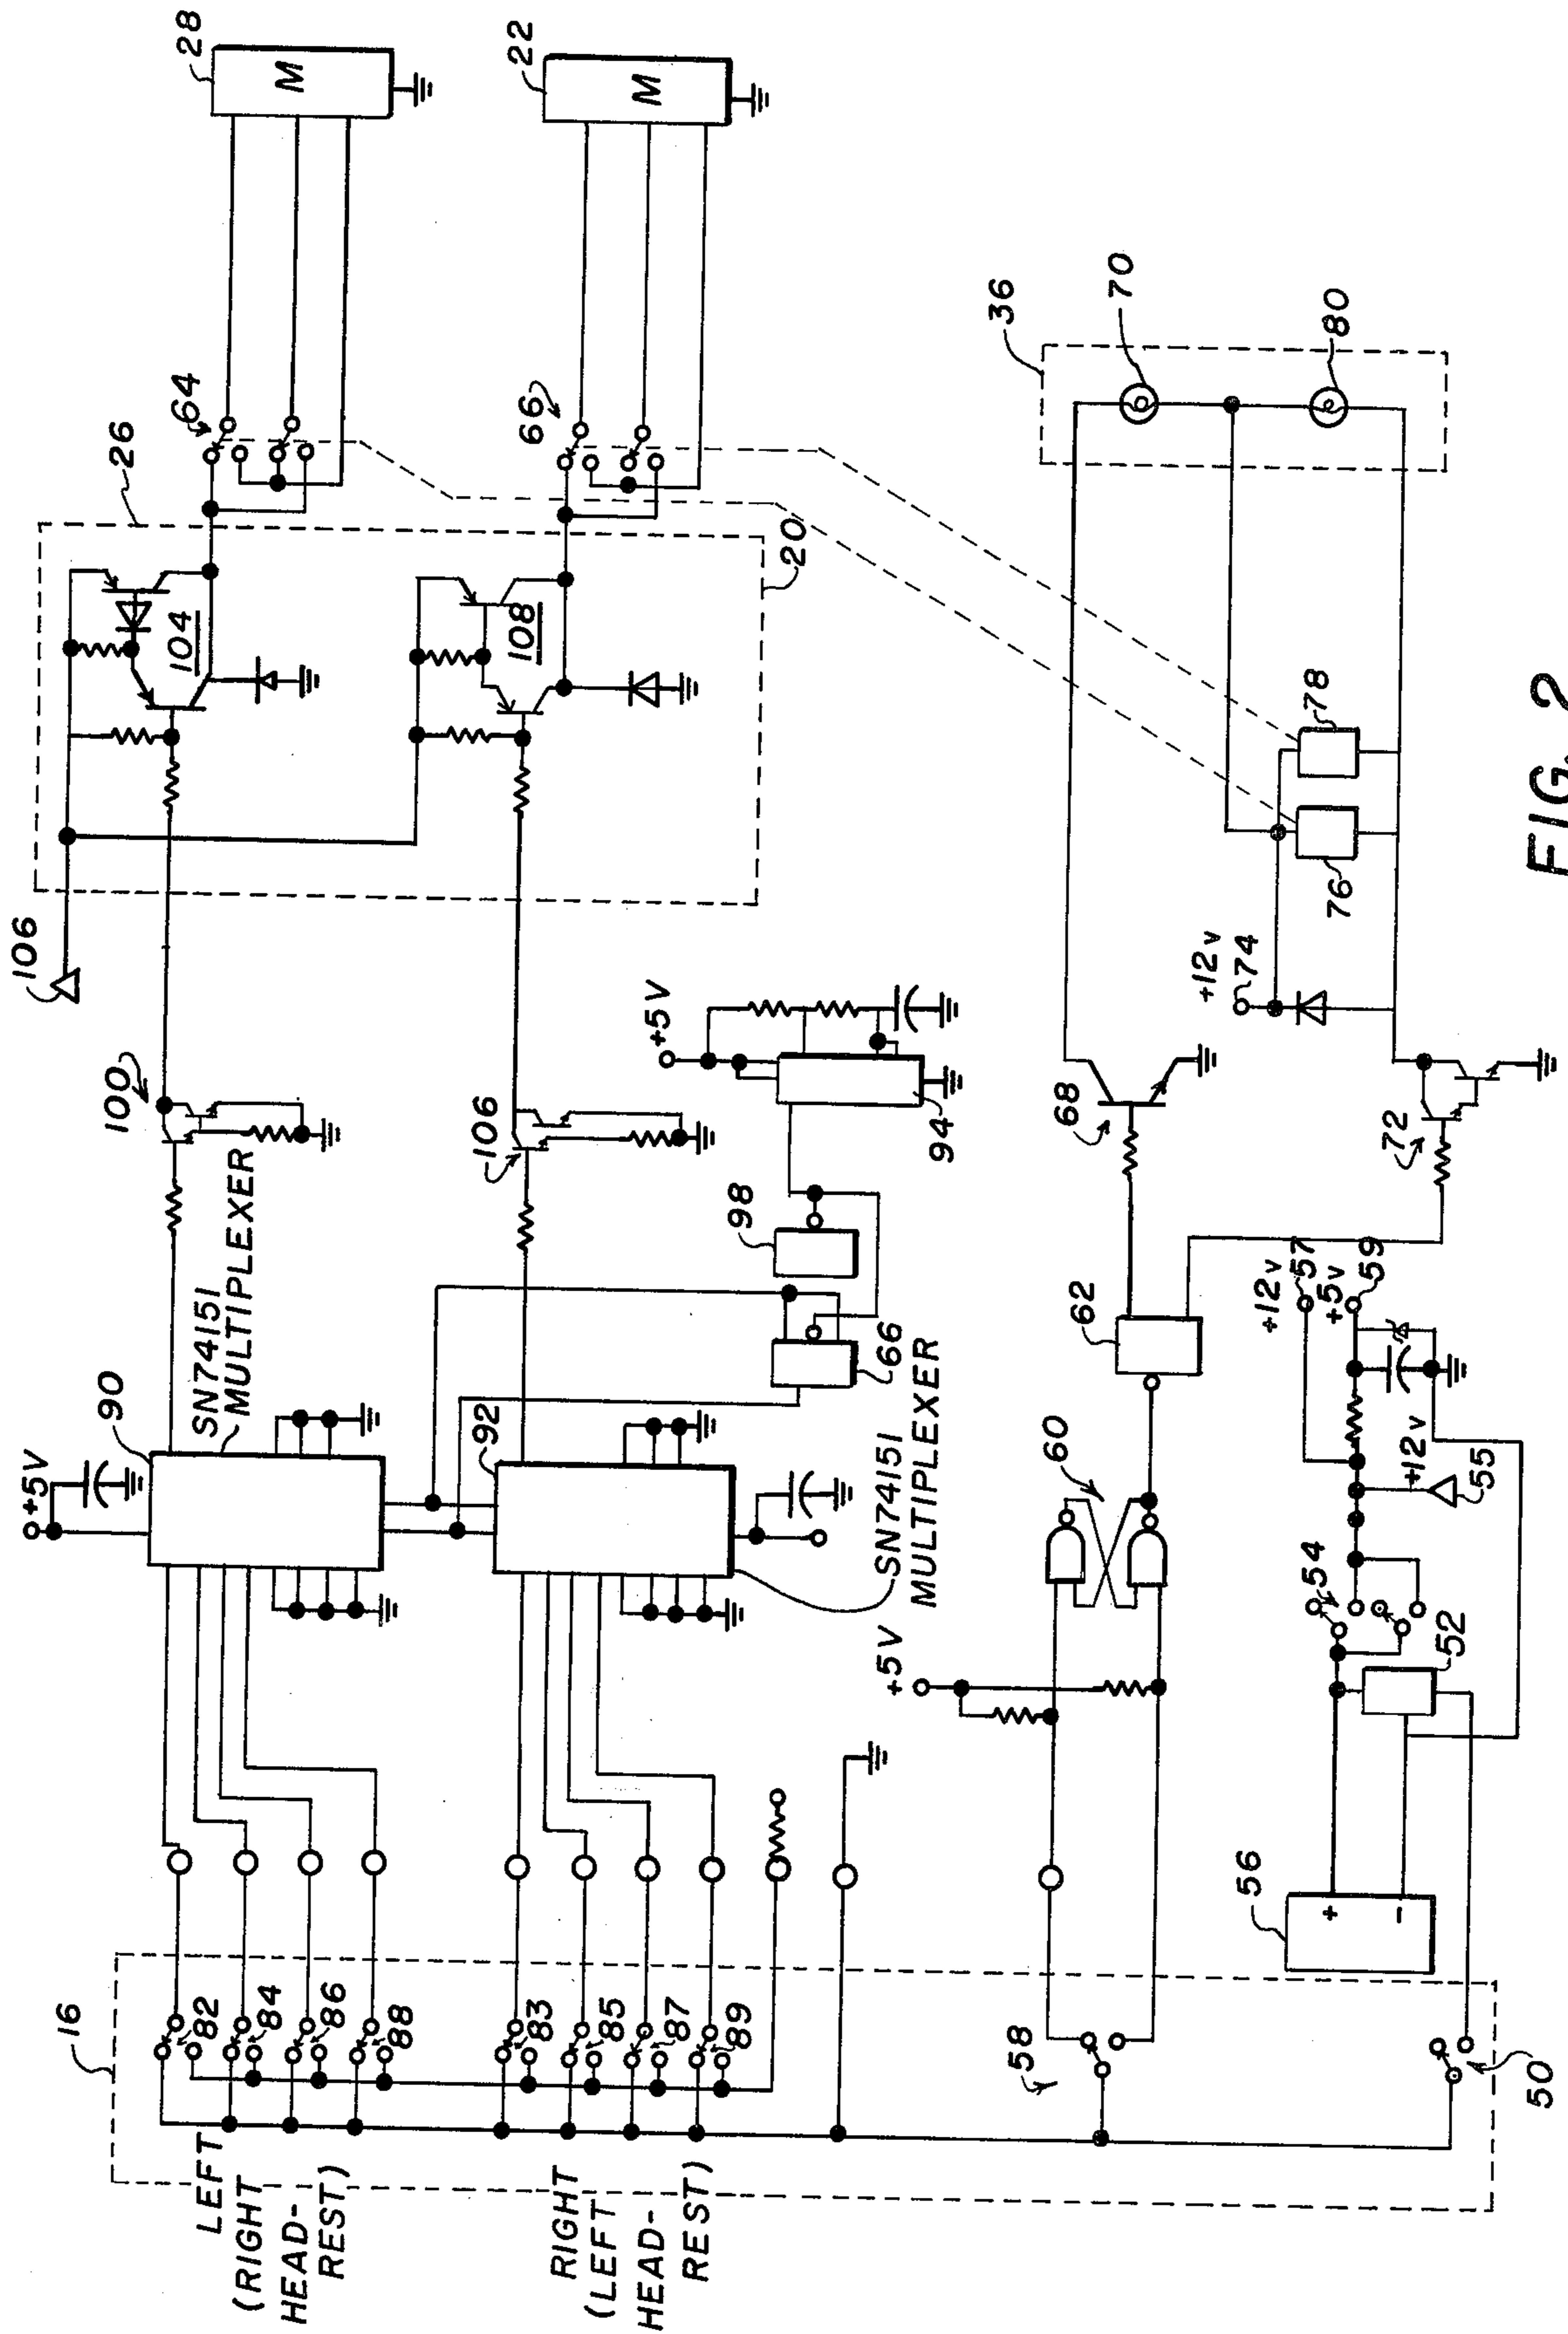 28
M
22
M
26
64
66
104
108
20
106
100
106
+5V
94
98
66
+5V
90
SN74151
MULTIPLEXER
92
SN74151
MULTIPLEXER
16
82
84
86
88
83
85
87
89
LEFT
(RIGHT
HEAD-
REST)
RIGHT
(LEFT
HEAD-
REST)
36
70
80
78
76
+12v
74
68
72
62
60
+5V
58
+12v
57
+5v
59
+12v
55
54
52
56
+
-
50
FIG. 2